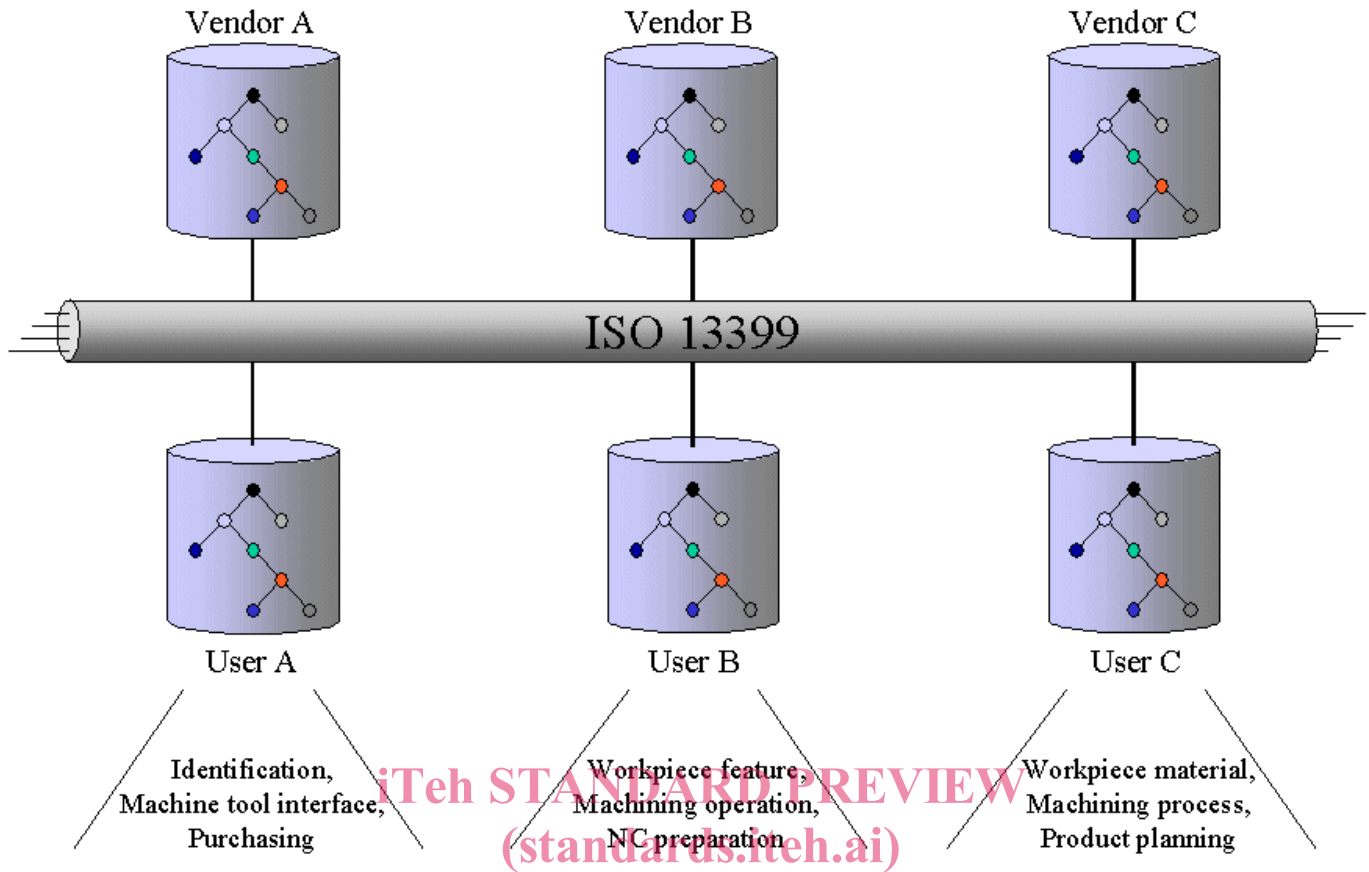 Vendor A
Vendor B
Vendor C
ISO 13399
User A
User B
User C
Identification,
Machine tool interface,
Purchasing
Workpiece feature,
Machining operation,
NC preparation
Workpiece material,
Machining process,
Product planning
iTeh STANDARD PREVIEW
(standards.iteh.ai)